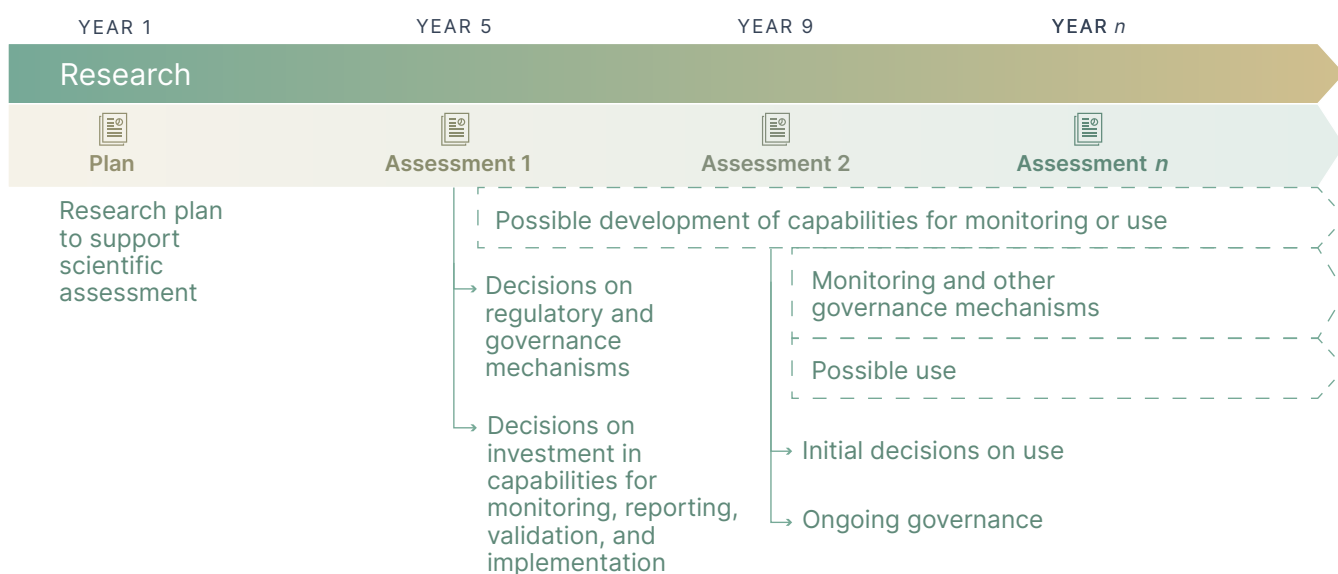 YEAR 1
YEAR 5
YEAR 9
YEAR n
Research
Plan
Assessment 1
Assessment 2
Assessment n
Research plan
to support
scientific
assessment
Possible development of capabilities for monitoring or use
Decisions on
regulatory and
governance
mechanisms
Decisions on
investment in
capabilities for
monitoring, reporting,
validation, and
implementation
Monitoring and other
governance mechanisms
Possible use
Initial decisions on use
Ongoing governance